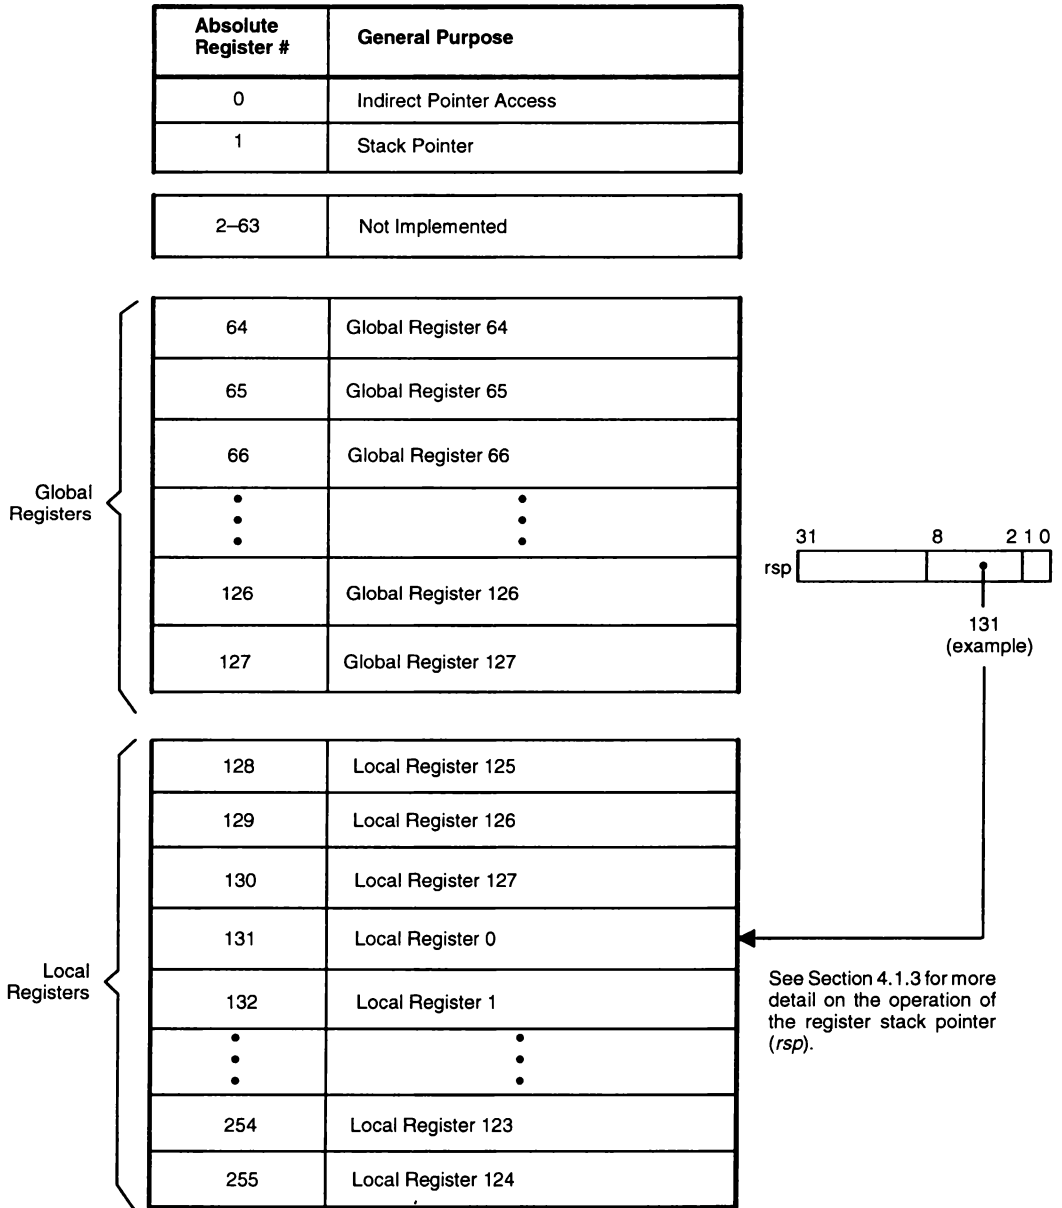 Absolute
Register #
General Purpose
0
Indirect Pointer Access
1
Stack Pointer
2–63
Not Implemented
Global
Registers
64
Global Register 64
65
Global Register 65
66
Global Register 66
126
Global Register 126
127
Global Register 127
31 8 2 1 0
rsp
131
(example)
Local
Registers
128
Local Register 125
129
Local Register 126
130
Local Register 127
131
Local Register 0
132
Local Register 1
254
Local Register 123
255
Local Register 124
See Section 4.1.3 for more
detail on the operation of
the register stack pointer
(rsp).